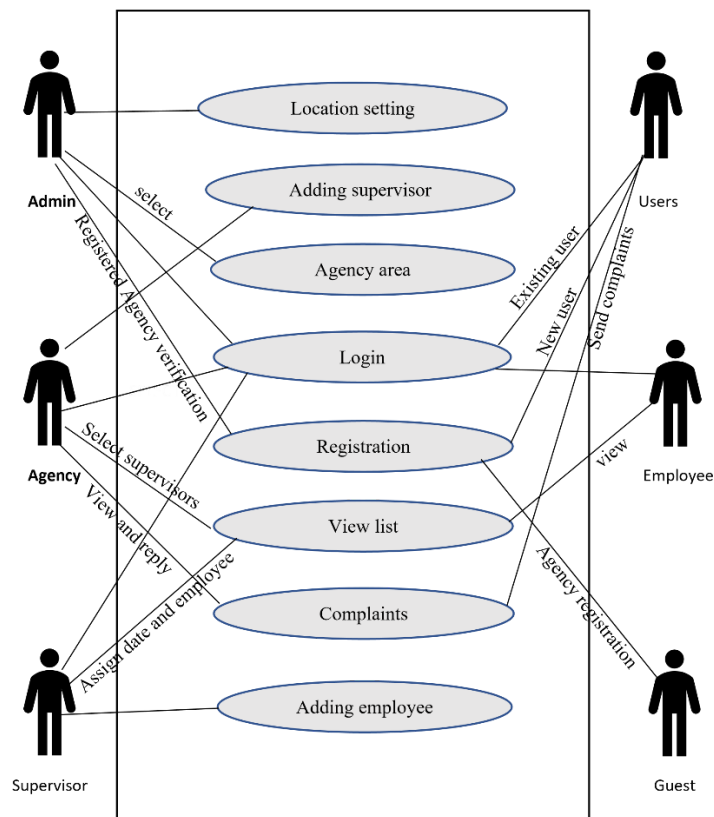 Location setting
Adding supervisor
select
Admin
Users
Agency area
Registered Agency verification
Existing user
New user
Send complaints
Login
Registration
Select supervisors
Agency
view
Employee
View and reply
View list
Assign date and employee
Agency registration
Complaints
Adding employee
Supervisor
Guest